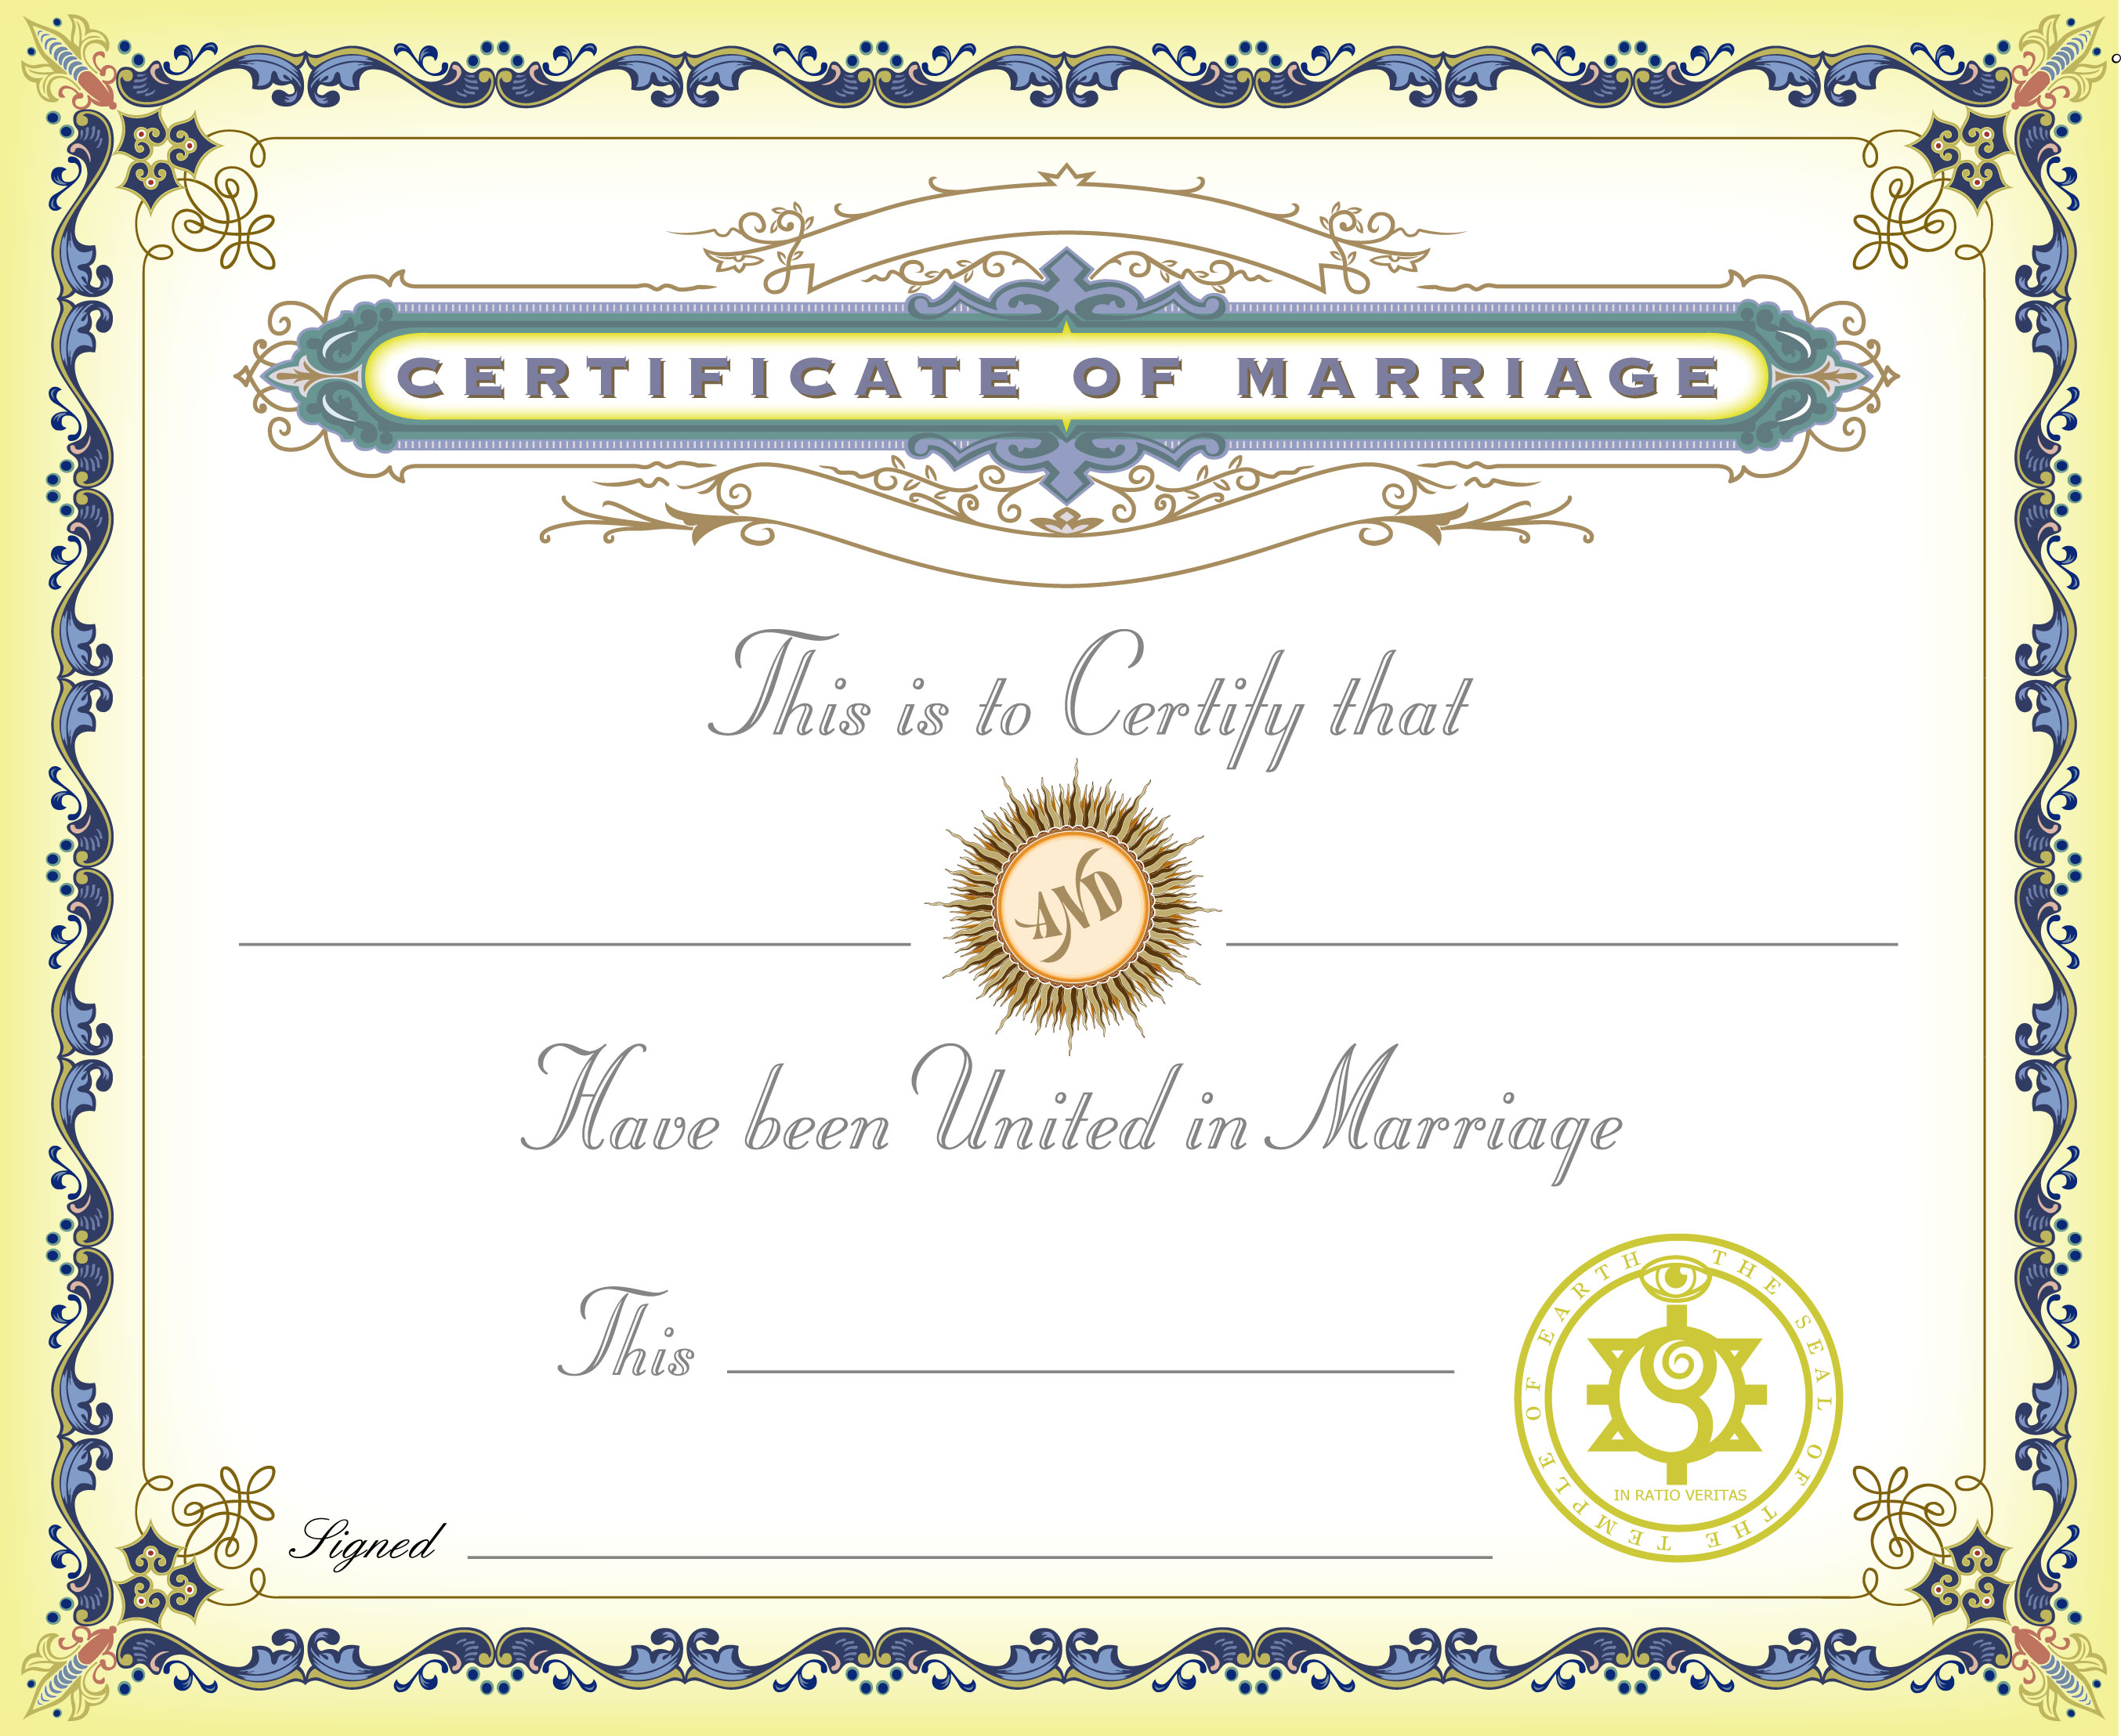 CERTIFICATE OF MARRIAGE
This is to Certify that
AND
Have been United in Marriage
This
THE SEAL OF THE TEMPLE OF EARTH
IN RATIO VERITAS
Signed